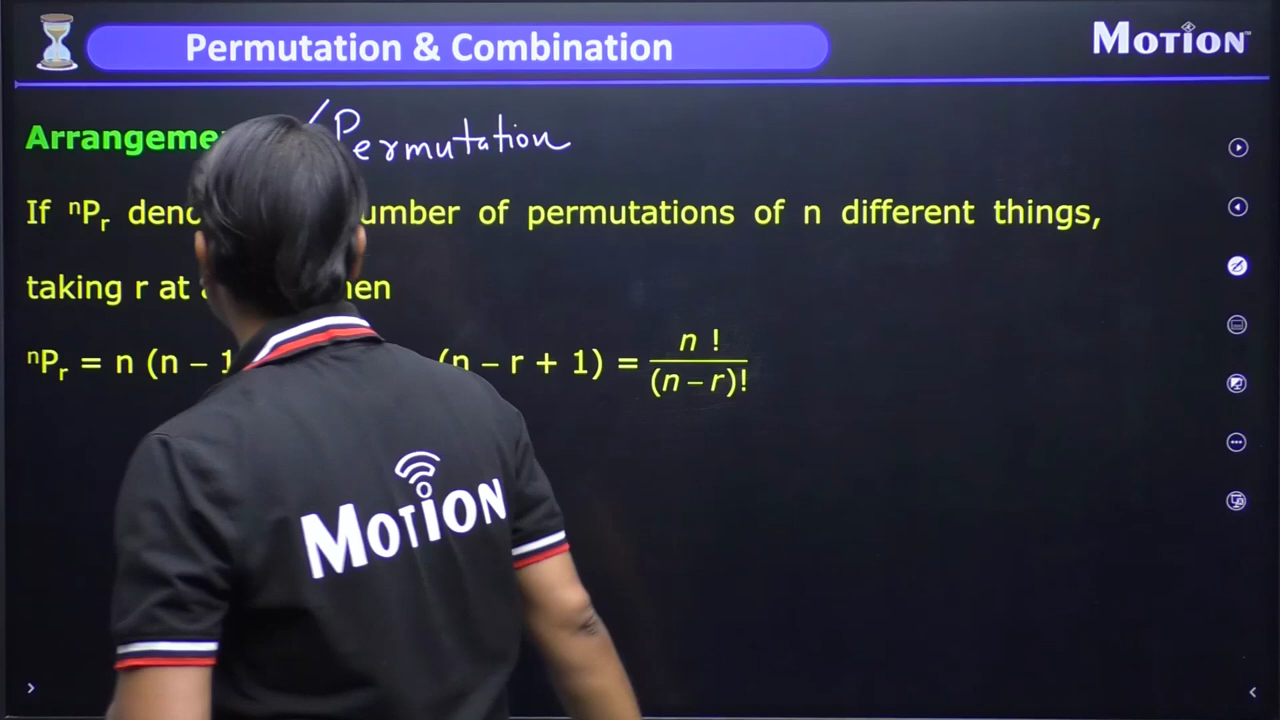 Permutation & Combination
MOTION
Arrangeme /Permutation
If ⁿPᵣ deno umber of permutations of n different things,
taking r at a hen
ⁿPᵣ = n (n – 1 (n – r + 1) = n ! / (n – r)!
MOTION